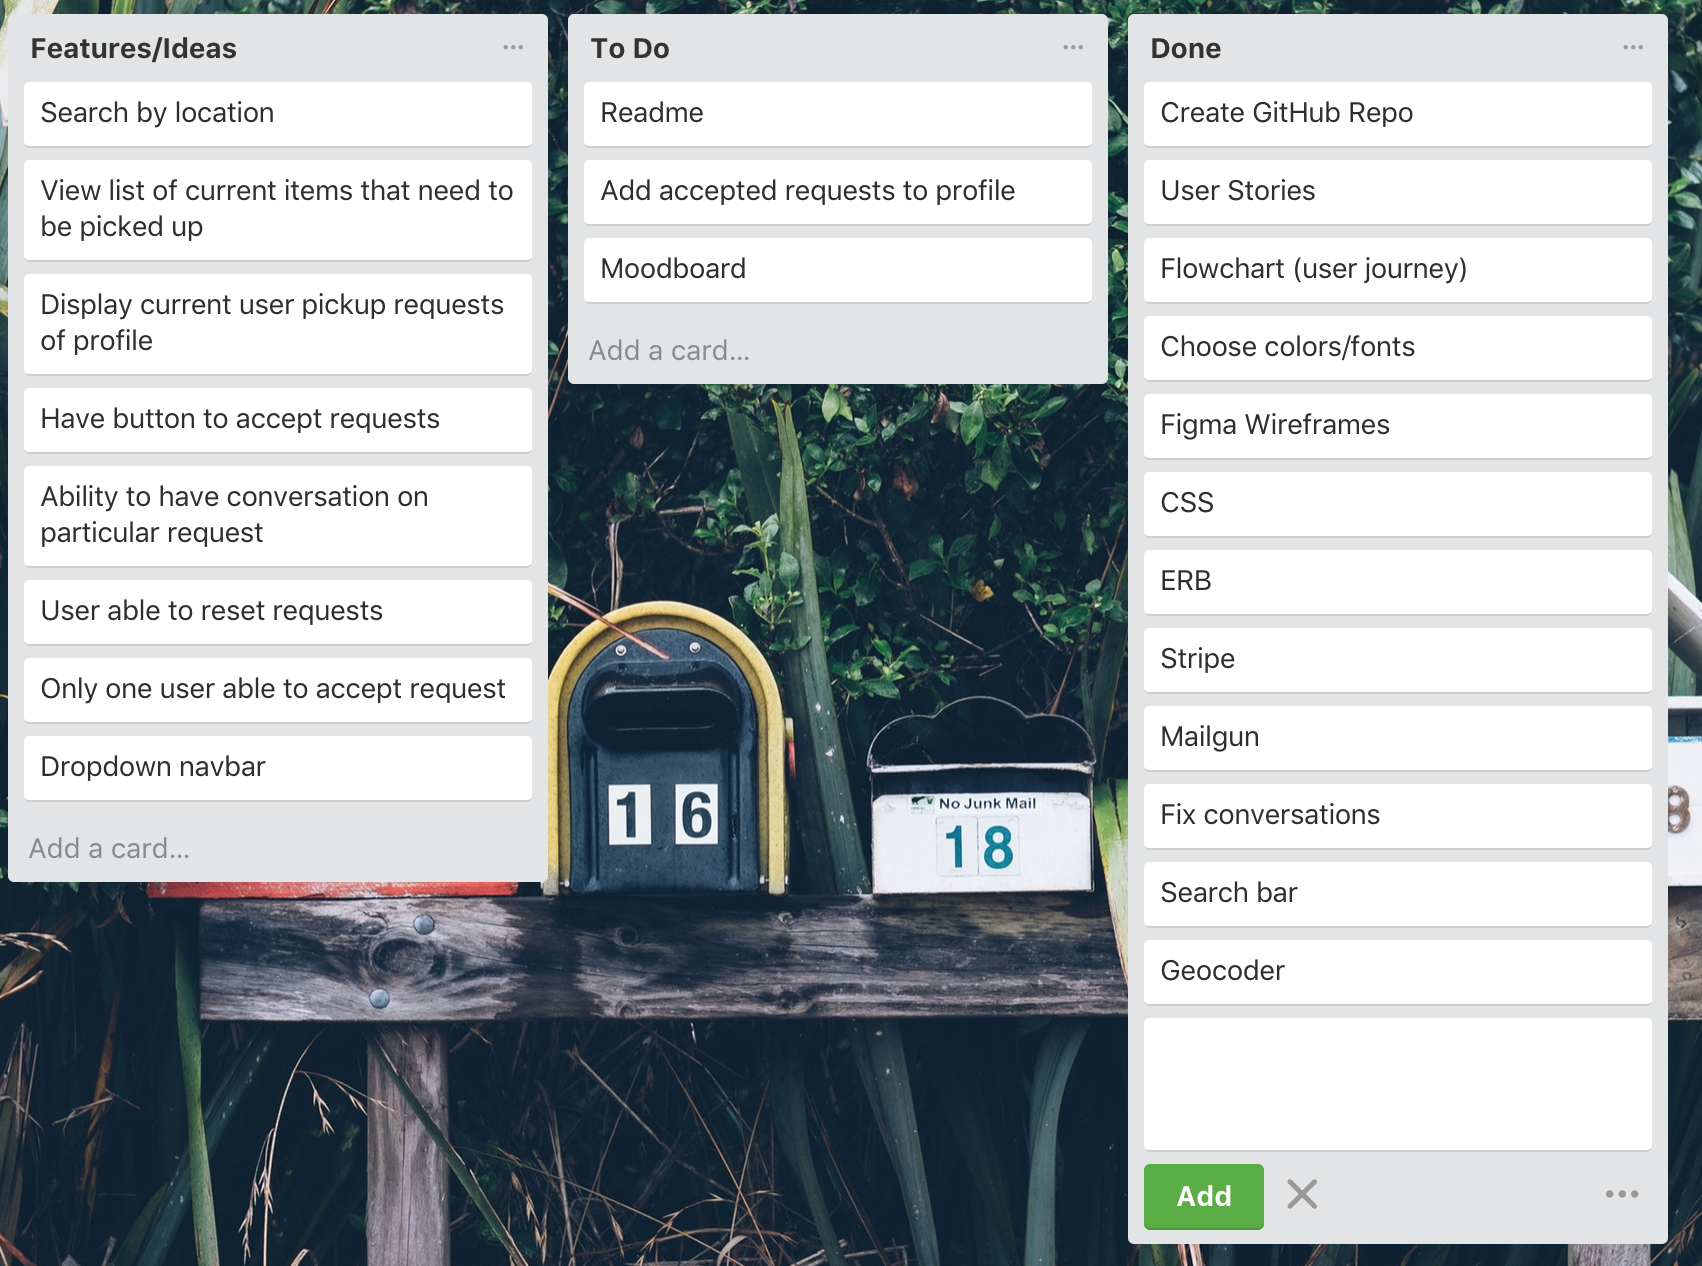 Features/Ideas
Search by location
View list of current items that need to
be picked up
Display current user pickup requests
of profile
Have button to accept requests
Ability to have conversation on
particular request
User able to reset requests
Only one user able to accept request
Dropdown navbar
Add a card...
To Do
Readme
Add accepted requests to profile
Moodboard
Add a card...
Done
Create GitHub Repo
User Stories
Flowchart (user journey)
Choose colors/fonts
Figma Wireframes
CSS
ERB
Stripe
Mailgun
Fix conversations
Search bar
Geocoder
Add
16
No Junk Mail
18